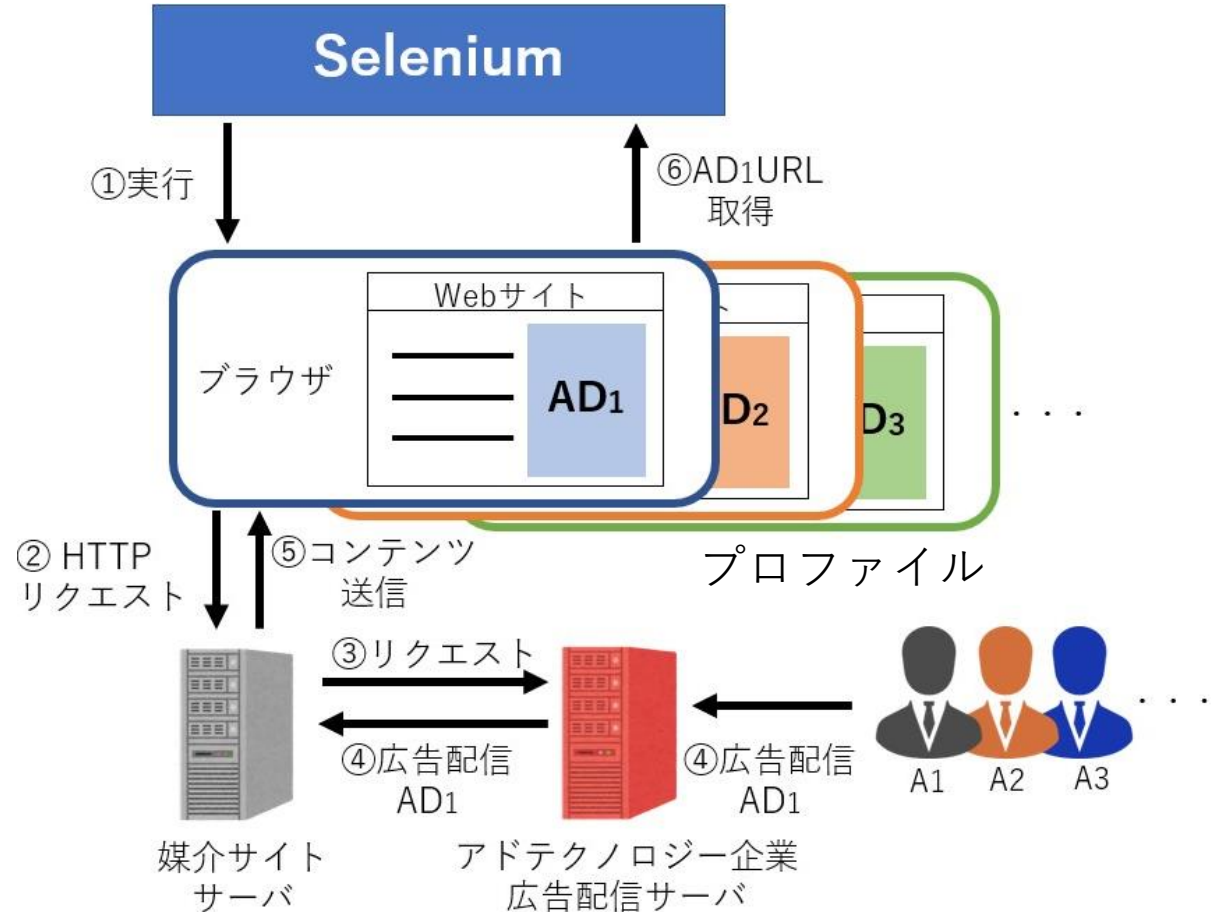 Selenium
①実行
⑥AD1URL
取得
Webサイト
ト
ブラウザ
AD1
D2
D3
・・・
プロファイル
② HTTP
リクエスト
⑤コンテンツ
送信
③リクエスト
④広告配信
AD1
④広告配信
AD1
・・・
A1
A2
A3
媒介サイト
サーバ
アドテクノロジー企業
広告配信サーバ